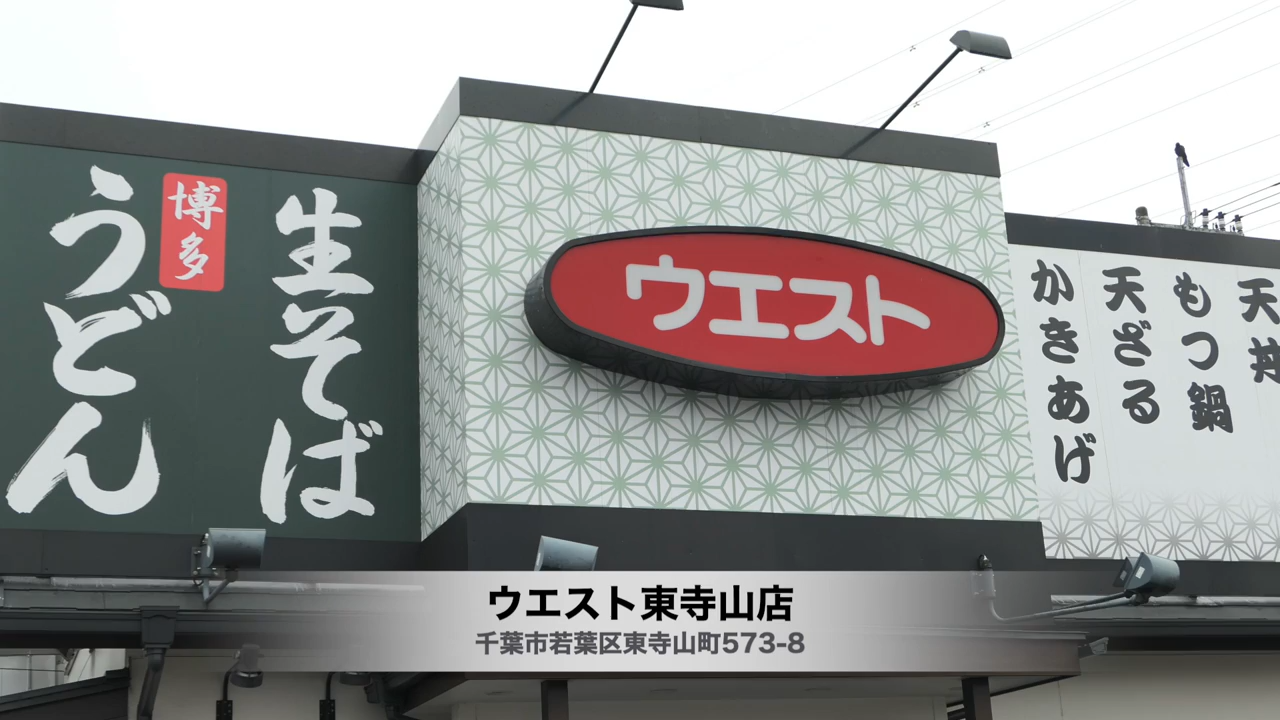 生そば
博多
うどん
ウエスト
天丼
もつ鍋
天ざる
かきあげ
ウエスト東寺山店
千葉市若葉区東寺山町573-8